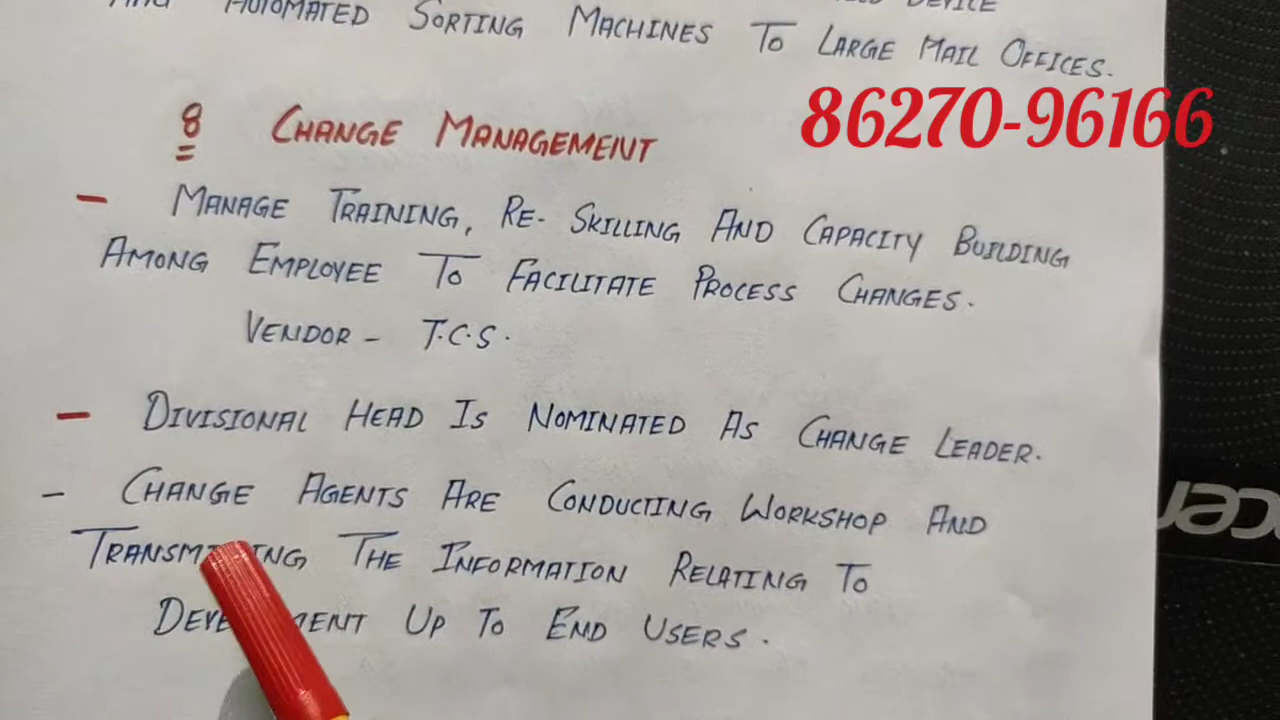 AUTOMATED SORTING MACHINES TO LARGE MAIL OFFICES.
86270-96166
8 CHANGE MANAGEMENT
- MANAGE TRAINING, RE- SKILLING AND CAPACITY BUILDING
AMONG EMPLOYEE TO FACILITATE PROCESS CHANGES.
VENDOR - T.C.S.
- DIVISIONAL HEAD IS NOMINATED AS CHANGE LEADER.
- CHANGE AGENTS ARE CONDUCTING WORKSHOP AND
THE INFORMATION RELATING TO
UP TO END USERS.